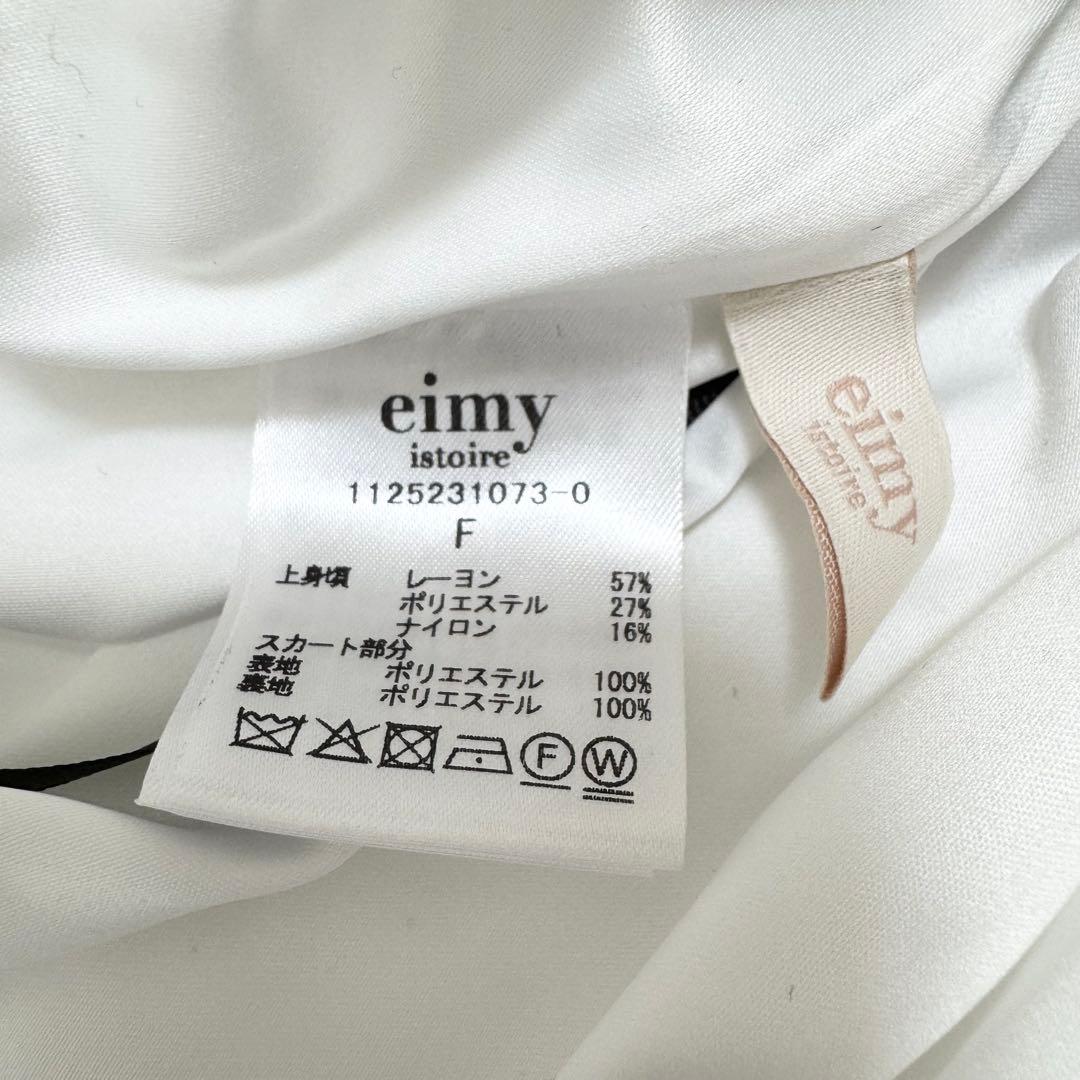 eimy
istoire
1125231073-0
F
上身頃 レーヨン 57%
ポリエステル 27%
ナイロン 16%
スカート部分
表地 ポリエステル 100%
裏地 ポリエステル 100%
F W
eimy
istoire